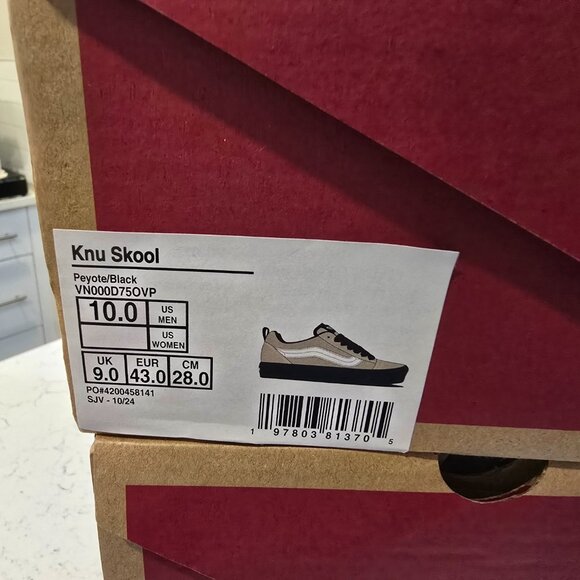 Knu Skool
Peyote/Black
VN000D75OVP
10.0 US MEN
US WOMEN
UK EUR CM
9.0 43.0 28.0
PO#4200458141
SJV - 10/24
1 97803 81370 5